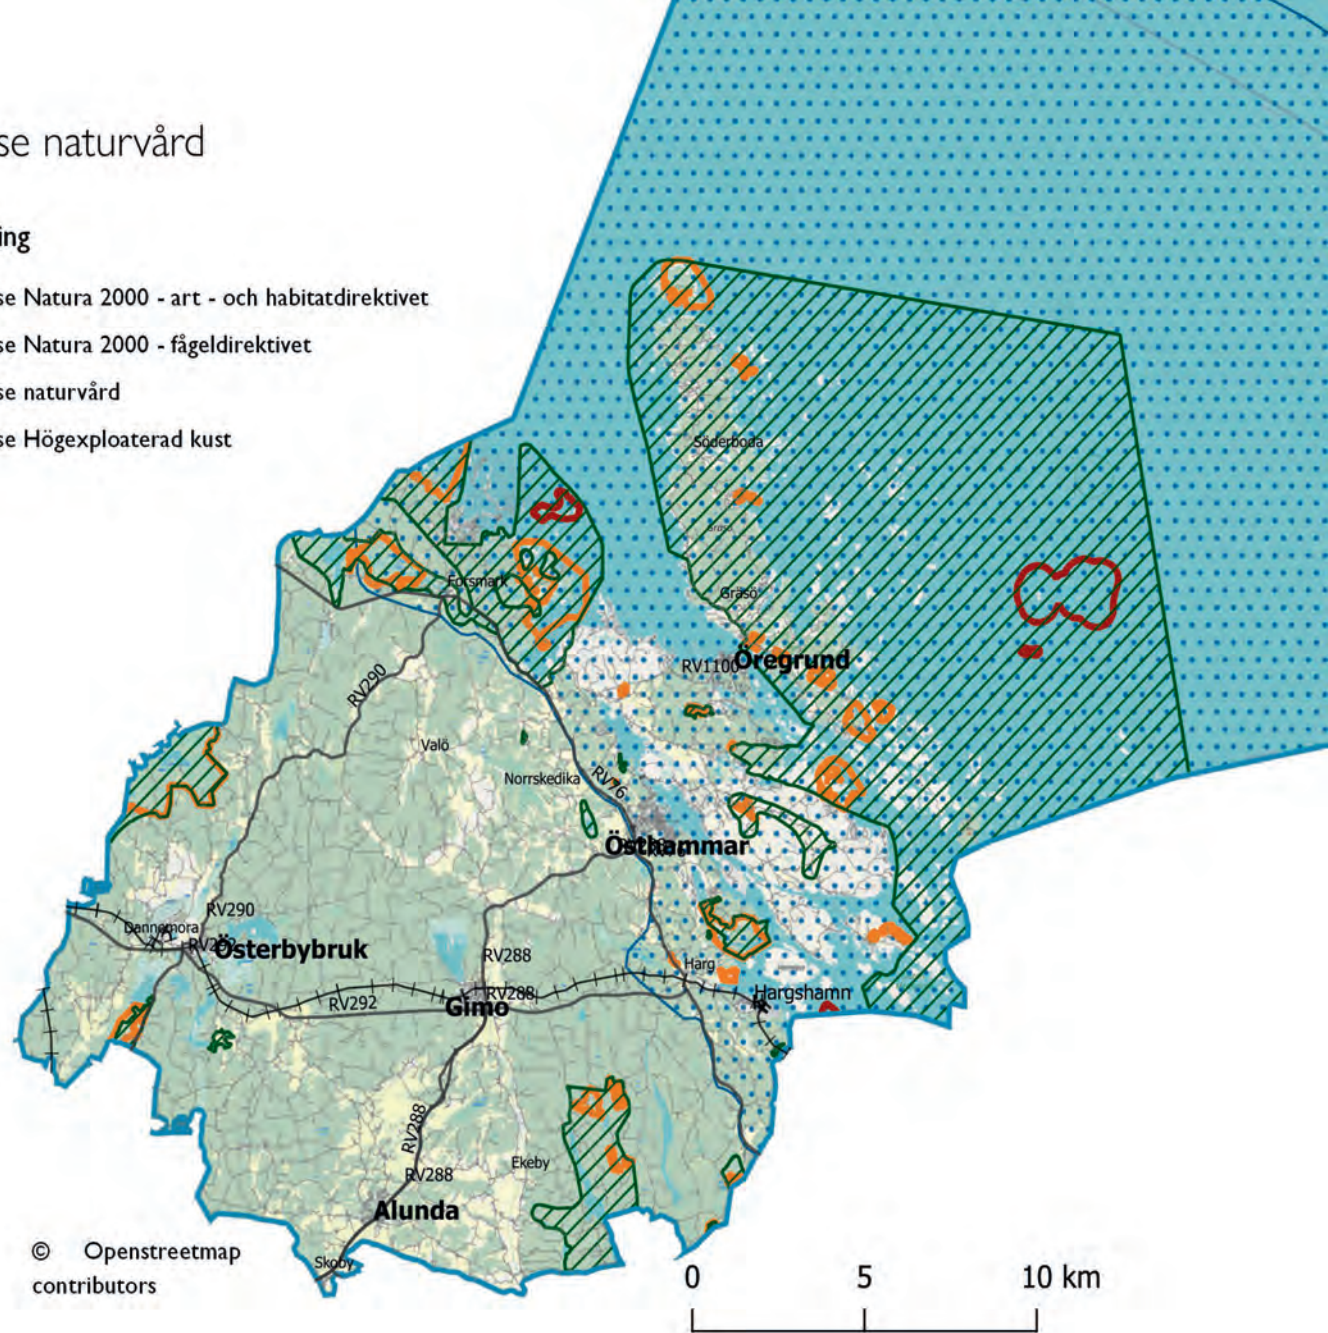 se naturvård
ing
se Natura 2000 - art - och habitatdirektivet
se Natura 2000 - fågeldirektivet
se naturvård
se Högexploaterad kust
Söderboda
Gräsö
Forsmark
Gräsö
RV1100
Öregrund
RV290
Valö
Norrskedika
RV76
Östhammar
RV290
Dannemora
Österbybruk
RV288
Harg
RV288
Hargshamn
RV292
Gimo
RV288
Ekeby
RV288
Alunda
Skoby
© Openstreetmap
contributors
0 5 10 km